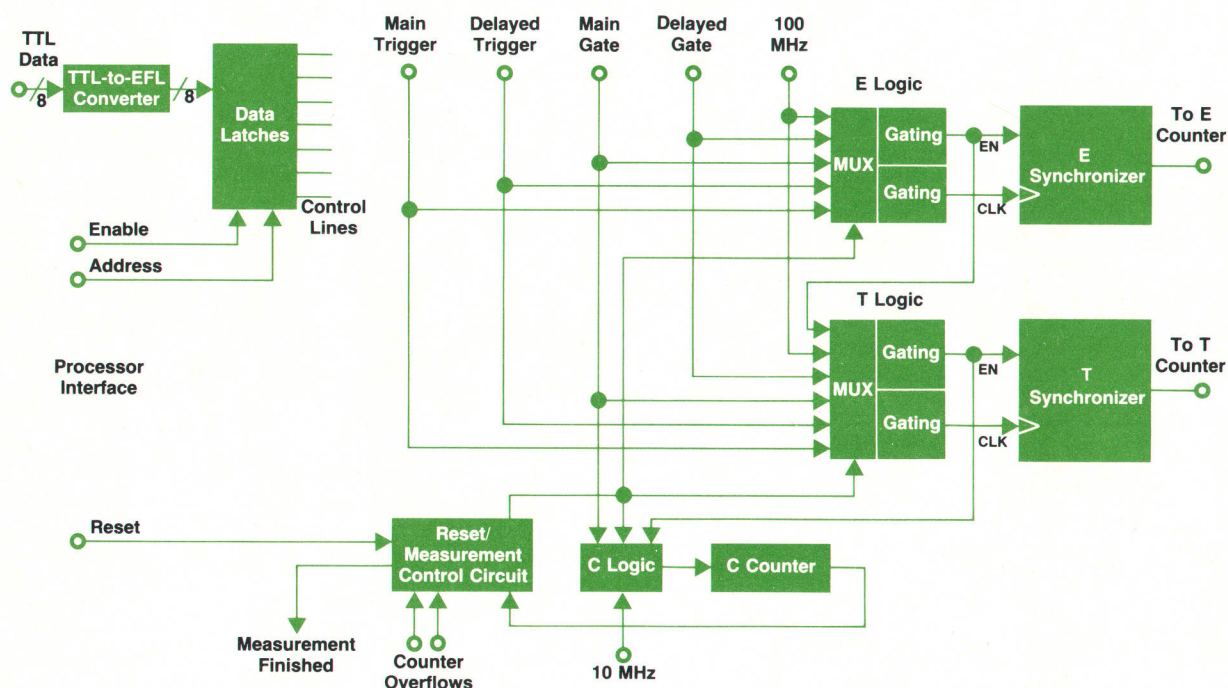 TTL
Data
8
TTL-to-EFL
Converter
8
Data
Latches
Control
Lines
Enable
Address
Processor
Interface
Main
Trigger
Delayed
Trigger
Main
Gate
Delayed
Gate
100
MHz
E Logic
MUX
Gating
Gating
EN
CLK
E
Synchronizer
To E
Counter
T Logic
MUX
Gating
Gating
EN
CLK
T
Synchronizer
To T
Counter
Reset
Reset/
Measurement
Control Circuit
C Logic
C Counter
Measurement
Finished
Counter
Overflows
10 MHz